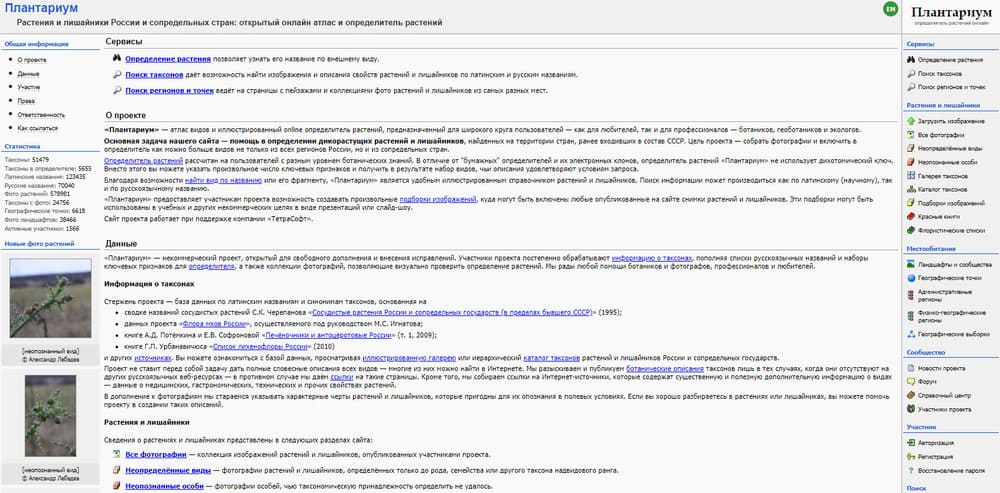 Плантариум
Растения и лишайники России и сопредельных стран: открытый онлайн атлас и определитель растений
EN
Общая информация
О проекте
Данные
Участие
Права
Ответственность
Как ссылаться
Статистика
Таксоны: 51479
Таксоны в определителе: 5655
Латинские названия: 123435
Русские названия: 70040
Фото растений: 578981
Таксоны с фото: 24756
Географические точки: 6618
Фото ландшафтов: 38466
Активные участники: 1566
Новые фото растений
[неопознанный вид]
© Александр Лебедев
[неопознанный вид]
© Александр Лебедев
Сервисы
Определение растения позволяет узнать его название по внешнему виду.
Поиск таксонов даёт возможность найти изображения и описания свойств растений и лишайников по латинским и русским названиям.
Поиск регионов и точек ведёт на страницы с пейзажами и коллекциями фото растений и лишайников из самых разных мест.
О проекте
«Плантариум» — атлас видов и иллюстрированный online определитель растений, предназначенный для широкого круга пользователей — как для любителей, так и для профессионалов — ботаников, геоботаников и экологов.
Основная задача нашего сайта — помощь в определении дикорастущих растений и лишайников, найденных на территории стран, ранее входивших в состав СССР. Цель проекта — собрать фотографии и включить в
определитель как можно больше видов не только из всех регионов России, но и из сопредельных стран.
Определитель растений рассчитан на пользователей с разным уровнем ботанических знаний. В отличие от "бумажных" определителей и их электронных клонов, определитель растений «Плантариум» не использует дихотомический ключ.
Вместо этого вы можете указать произвольное число ключевых признаков и получить в результате набор видов, чьи описания удовлетворяют условиям запроса.
Благодаря возможности найти вид по названию или его фрагменту, «Плантариум» является удобным иллюстрированным справочником растений и лишайников. Поиск информации может производиться как по латинскому (научному), так
и по русскоязычному названию.
«Плантариум» предоставляет участникам проекта возможность создавать произвольные подборки изображений, куда могут быть включены любые опубликованные на сайте снимки растений и лишайников. Эти подборки могут быть
использованы в учебных и других некоммерческих целях в виде презентаций или слайд-шоу.
Сайт проекта работает при поддержке компании «ТетраСофт».
Данные
«Плантариум» — некоммерческий проект, открытый для свободного дополнения и внесения исправлений. Участники проекта постепенно обрабатывают информацию о таксонах, пополняя списки русскоязычных названий и наборы
ключевых признаков для определителя, а также коллекции фотографий, позволяющие визуально проверить определение растений. Мы рады любой помощи ботаников и фотографов, профессионалов и любителей.
Информация о таксонах
Стержень проекта — база данных по латинским названиям и синонимам таксонов, основанная на
сводке названий сосудистых растений С.К. Черепанова «Сосудистые растения России и сопредельных государств (в пределах бывшего СССР)» (1995);
данных проекта «Флора мхов России», осуществляемого под руководством М.С. Игнатова;
книге А.Д. Потёмкина и Е.В. Софроновой «Печёночники и антоцеротовые России» (т. 1, 2009);
книге Г.П. Урбанавичюса «Список лихенофлоры России» (2010)
и других источниках. Вы можете ознакомиться с базой данных, просматривая иллюстрированную галерею или иерархический каталог таксонов растений и лишайников России и сопредельных государств.
Проект не ставит перед собой задачу дать полные словесные описания всех видов — многие из них можно найти в Интернете. Мы разыскиваем и публикуем ботанические описания таксонов лишь в тех случаях, когда они отсутствуют на
других русскоязычных веб-ресурсах — в противном случае мы даём ссылки на такие страницы. Кроме того, мы собираем ссылки на Интернет-источники, которые содержат существенную и полезную дополнительную информацию о видах
— данные о медицинских, гастрономических, технических и прочих свойствах растений.
В дополнение к фотографиям мы стараемся указывать характерные черты растений и лишайников, которые пригодны для их опознания в полевых условиях. Если вы хорошо разбираетесь в растениях или лишайниках, вы можете помочь
проекту в создании таких описаний.
Растения и лишайники
Сведения о растениях и лишайниках представлены в следующих разделах сайта:
Все фотографии — коллекция изображений растений и лишайников, опубликованных участниками проекта.
Неопределённые виды — фотографии растений и лишайников, определённых только до рода, семейства или другого таксона надвидового ранга.
Неопознанные особи — фотографии особей, чью таксономическую принадлежность определить не удалось.
Плантариум
определитель растений онлайн
Сервисы
Определение растения
Поиск таксонов
Поиск регионов и точек
Растения и лишайники
Загрузить изображение
Все фотографии
Неопределённые виды
Неопознанные особи
Галерея таксонов
Каталог таксонов
Подборки изображений
Красные книги
Флористические списки
Местообитания
Ландшафты и сообщества
Географические точки
Административные
регионы
Физико-географические
регионы
Географические выборки
Сообщество
Новости проекта
Форум
Справочный центр
Участники проекта
Участник
Авторизация
Регистрация
Восстановление пароля
Поиск